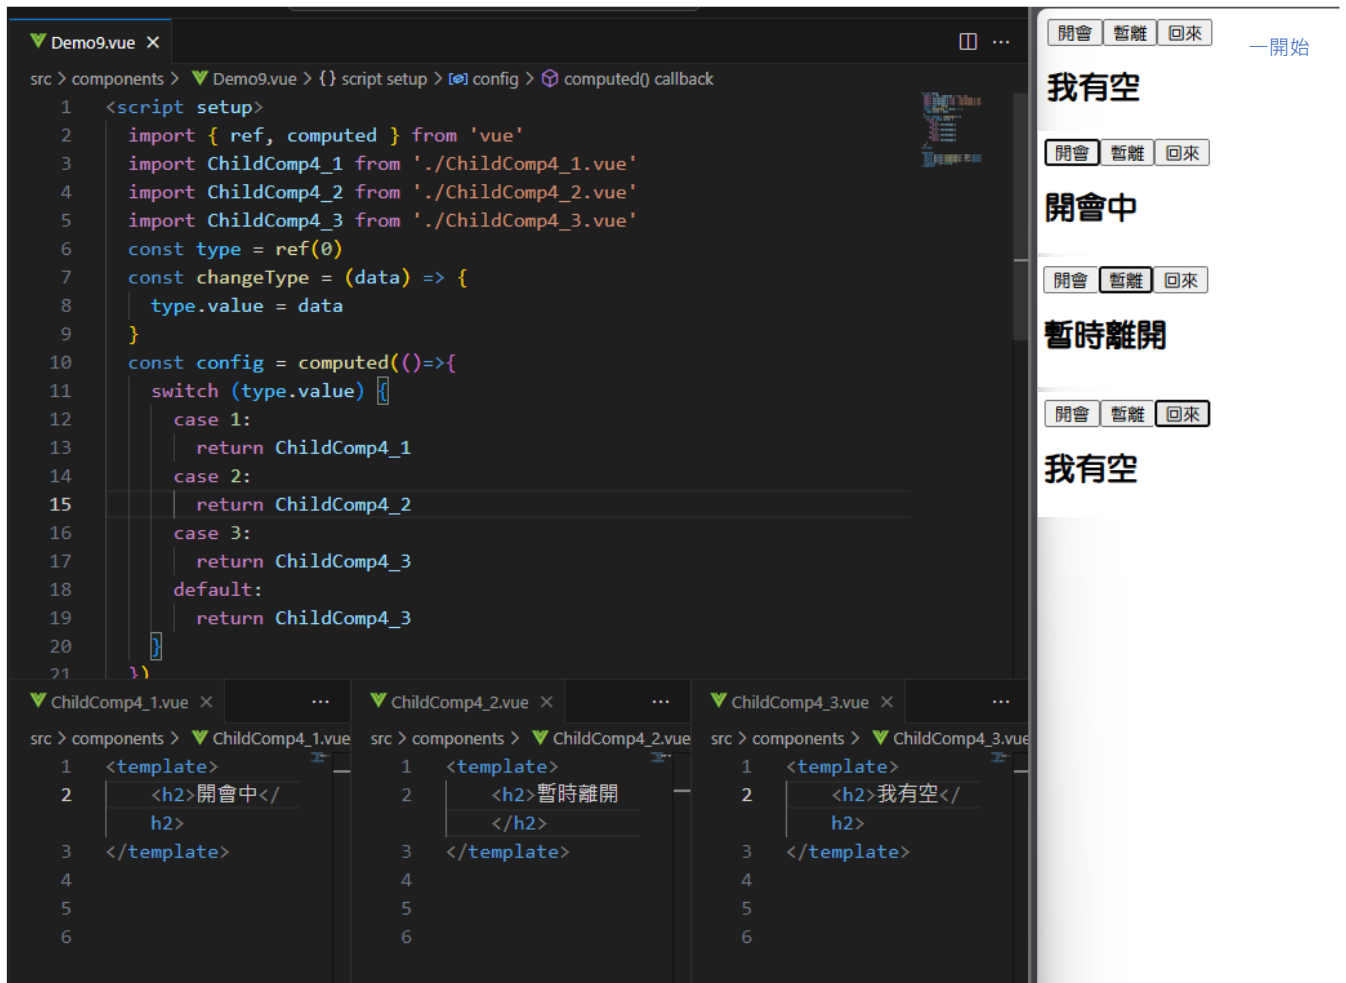 Demo9.vue
src > components > Demo9.vue > {} script setup > config > computed() callback
1 <script setup>
2 import { ref, computed } from 'vue'
3 import ChildComp4_1 from './ChildComp4_1.vue'
4 import ChildComp4_2 from './ChildComp4_2.vue'
5 import ChildComp4_3 from './ChildComp4_3.vue'
6 const type = ref(0)
7 const changeType = (data) => {
8 type.value = data
9 }
10 const config = computed(()=>{
11 switch (type.value) {
12 case 1:
13 return ChildComp4_1
14 case 2:
15 return ChildComp4_2
16 case 3:
17 return ChildComp4_3
18 default:
19 return ChildComp4_3
20 }
21 })
ChildComp4_1.vue
src > components > ChildComp4_1.vue
1 <template>
2 <h2>開會中</
h2>
3 </template>
4
5
6
ChildComp4_2.vue
src > components > ChildComp4_2.vue
1 <template>
2 <h2>暫時離開
</h2>
3 </template>
4
5
6
ChildComp4_3.vue
src > components > ChildComp4_3.vue
1 <template>
2 <h2>我有空</
h2>
3 </template>
4
5
6
開會 暫離 回來
一開始
我有空
開會 暫離 回來
開會中
開會 暫離 回來
暫時離開
開會 暫離 回來
我有空